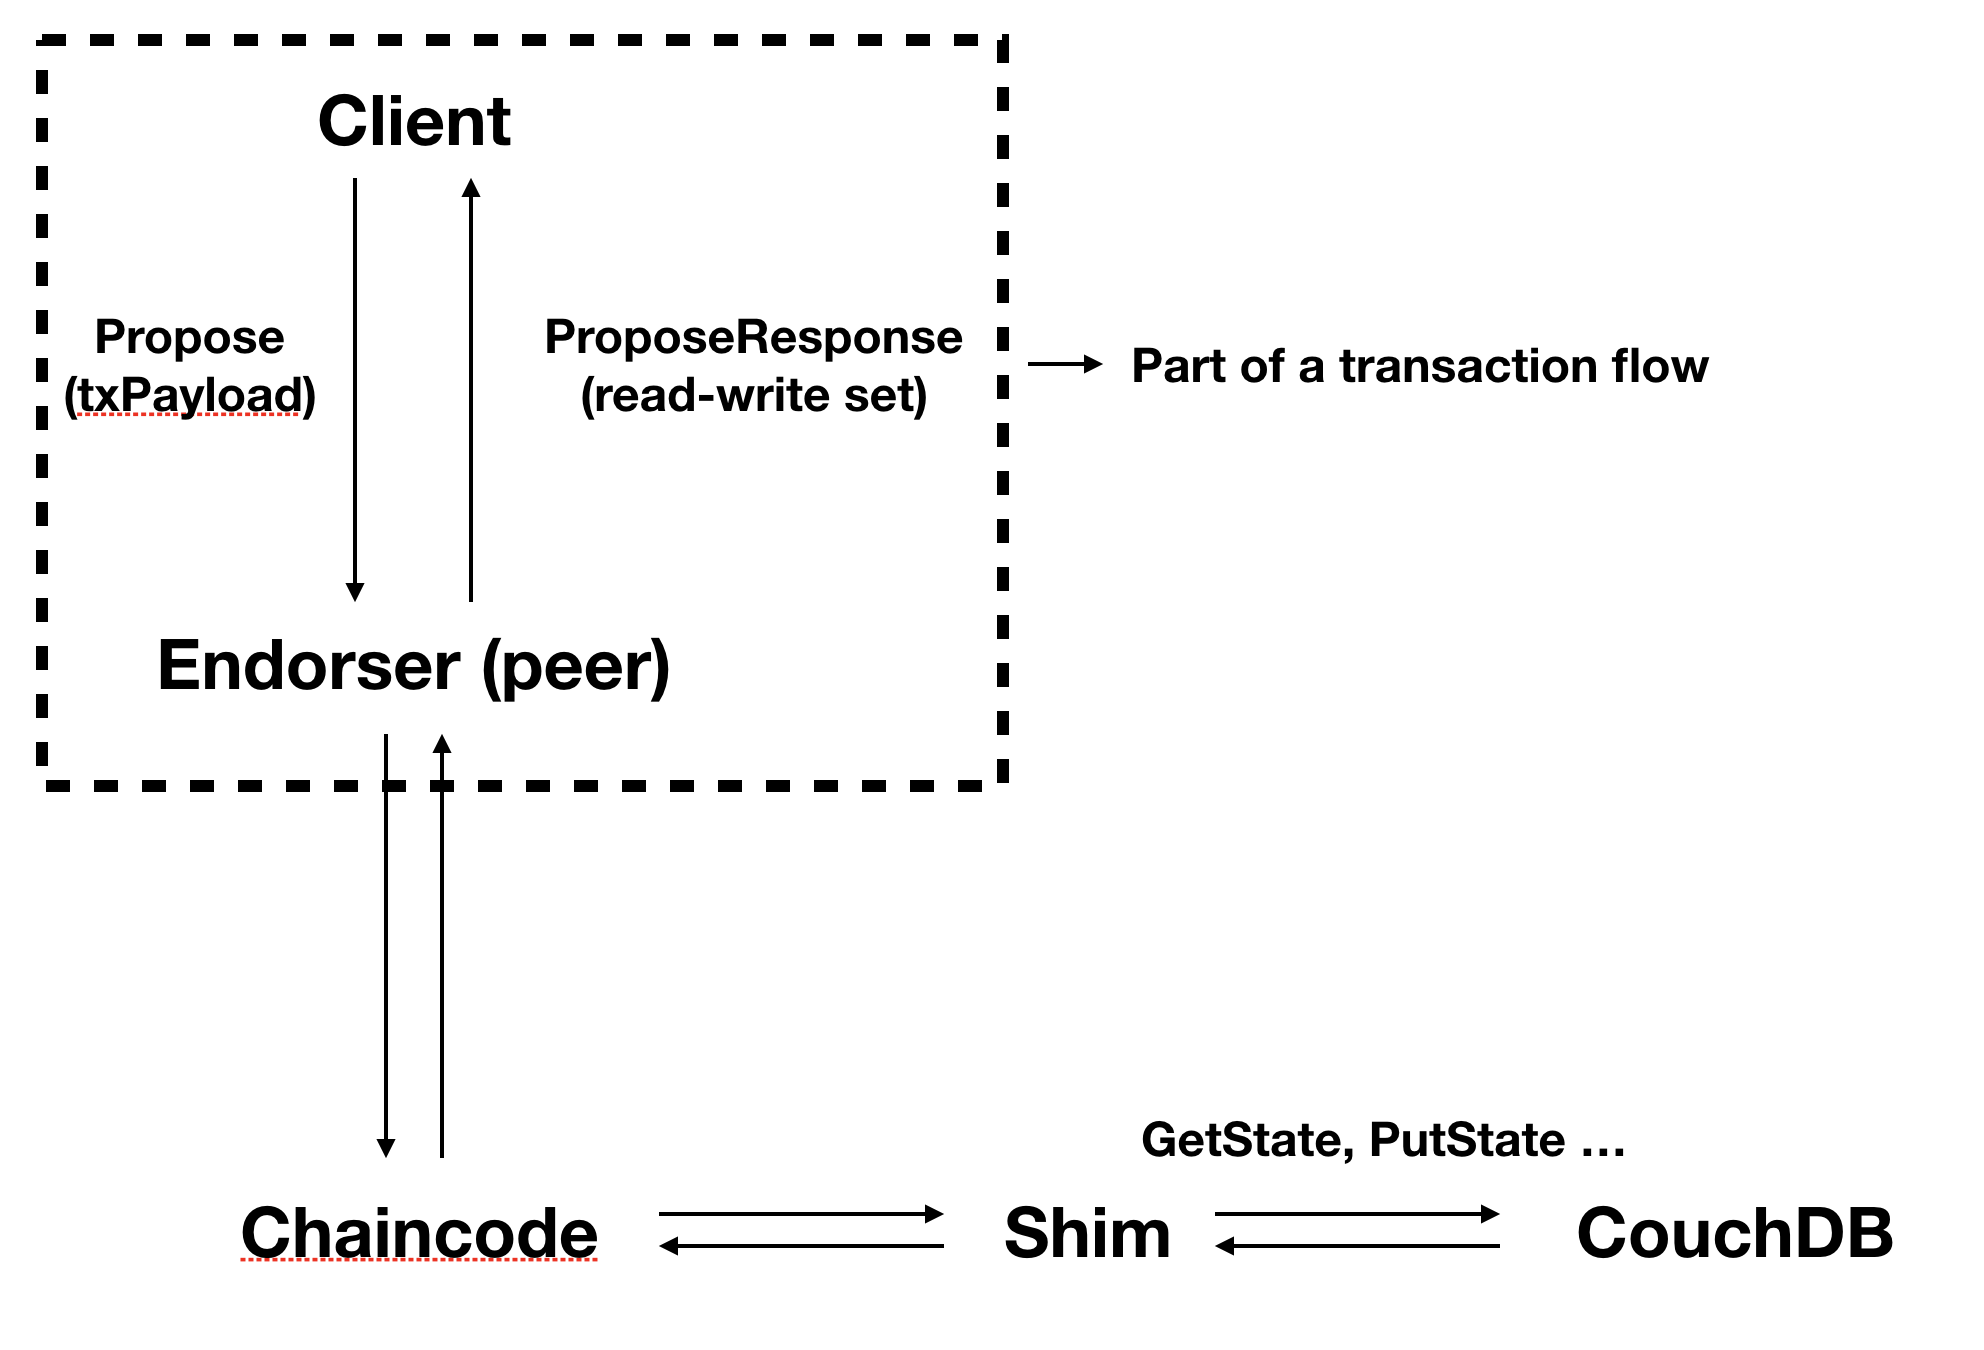 Client
Propose
(txPayload)
ProposeResponse
(read-write set)
Part of a transaction flow
Endorser (peer)
GetState, PutState ...
Chaincode
Shim
CouchDB